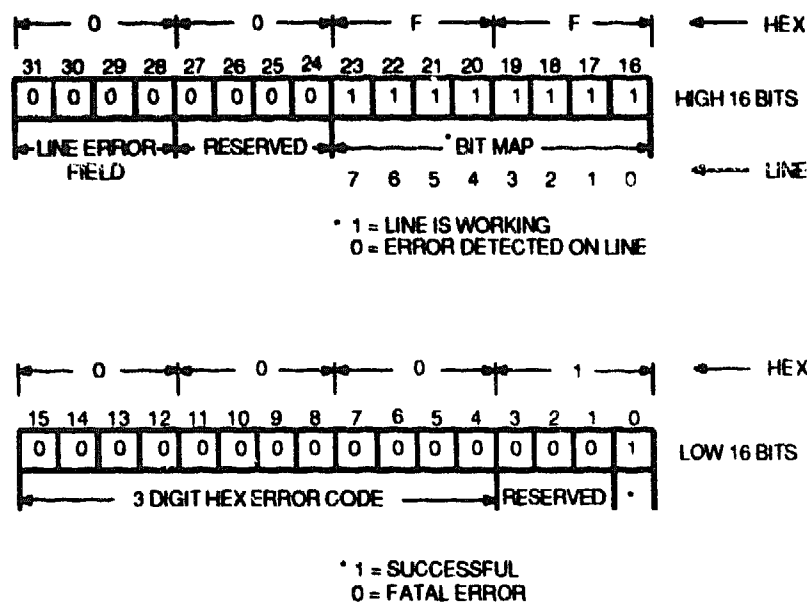 0 0 F F HEX
31 30 29 28 27 26 25 24 23 22 21 20 19 18 17 16
0 0 0 0 0 0 0 0 1 1 1 1 1 1 1 1 HIGH 16 BITS
LINE ERROR FIELD RESERVED * BIT MAP
7 6 5 4 3 2 1 0 LINE
* 1 = LINE IS WORKING
0 = ERROR DETECTED ON LINE
0 0 0 1 HEX
15 14 13 12 11 10 9 8 7 6 5 4 3 2 1 0
0 0 0 0 0 0 0 0 0 0 0 0 0 0 0 1 LOW 16 BITS
3 DIGIT HEX ERROR CODE RESERVED *
* 1 = SUCCESSFUL
0 = FATAL ERROR